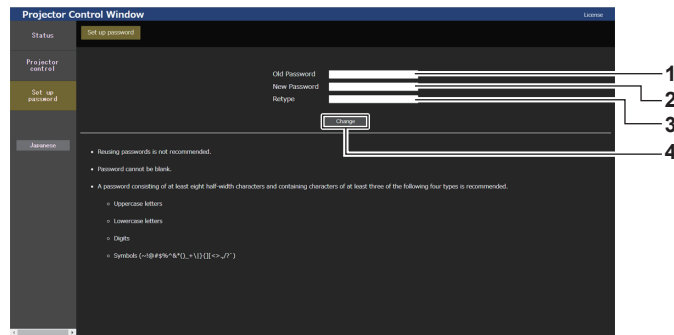 Projector Control Window
License
Status
Set up password
Projector
control
Set up
password
Japanese
Old Password
New Password
Retype
Change
1
2
3
4
• Reusing passwords is not recommended.
• Password cannot be blank.
• A password consisting of at least eight half-width characters and containing characters of at least three of the following four types is recommended.
○ Uppercase letters
○ Lowercase letters
○ Digits
○ Symbols (~!@#$%^&*()_+\|}{][<>.,/?`)